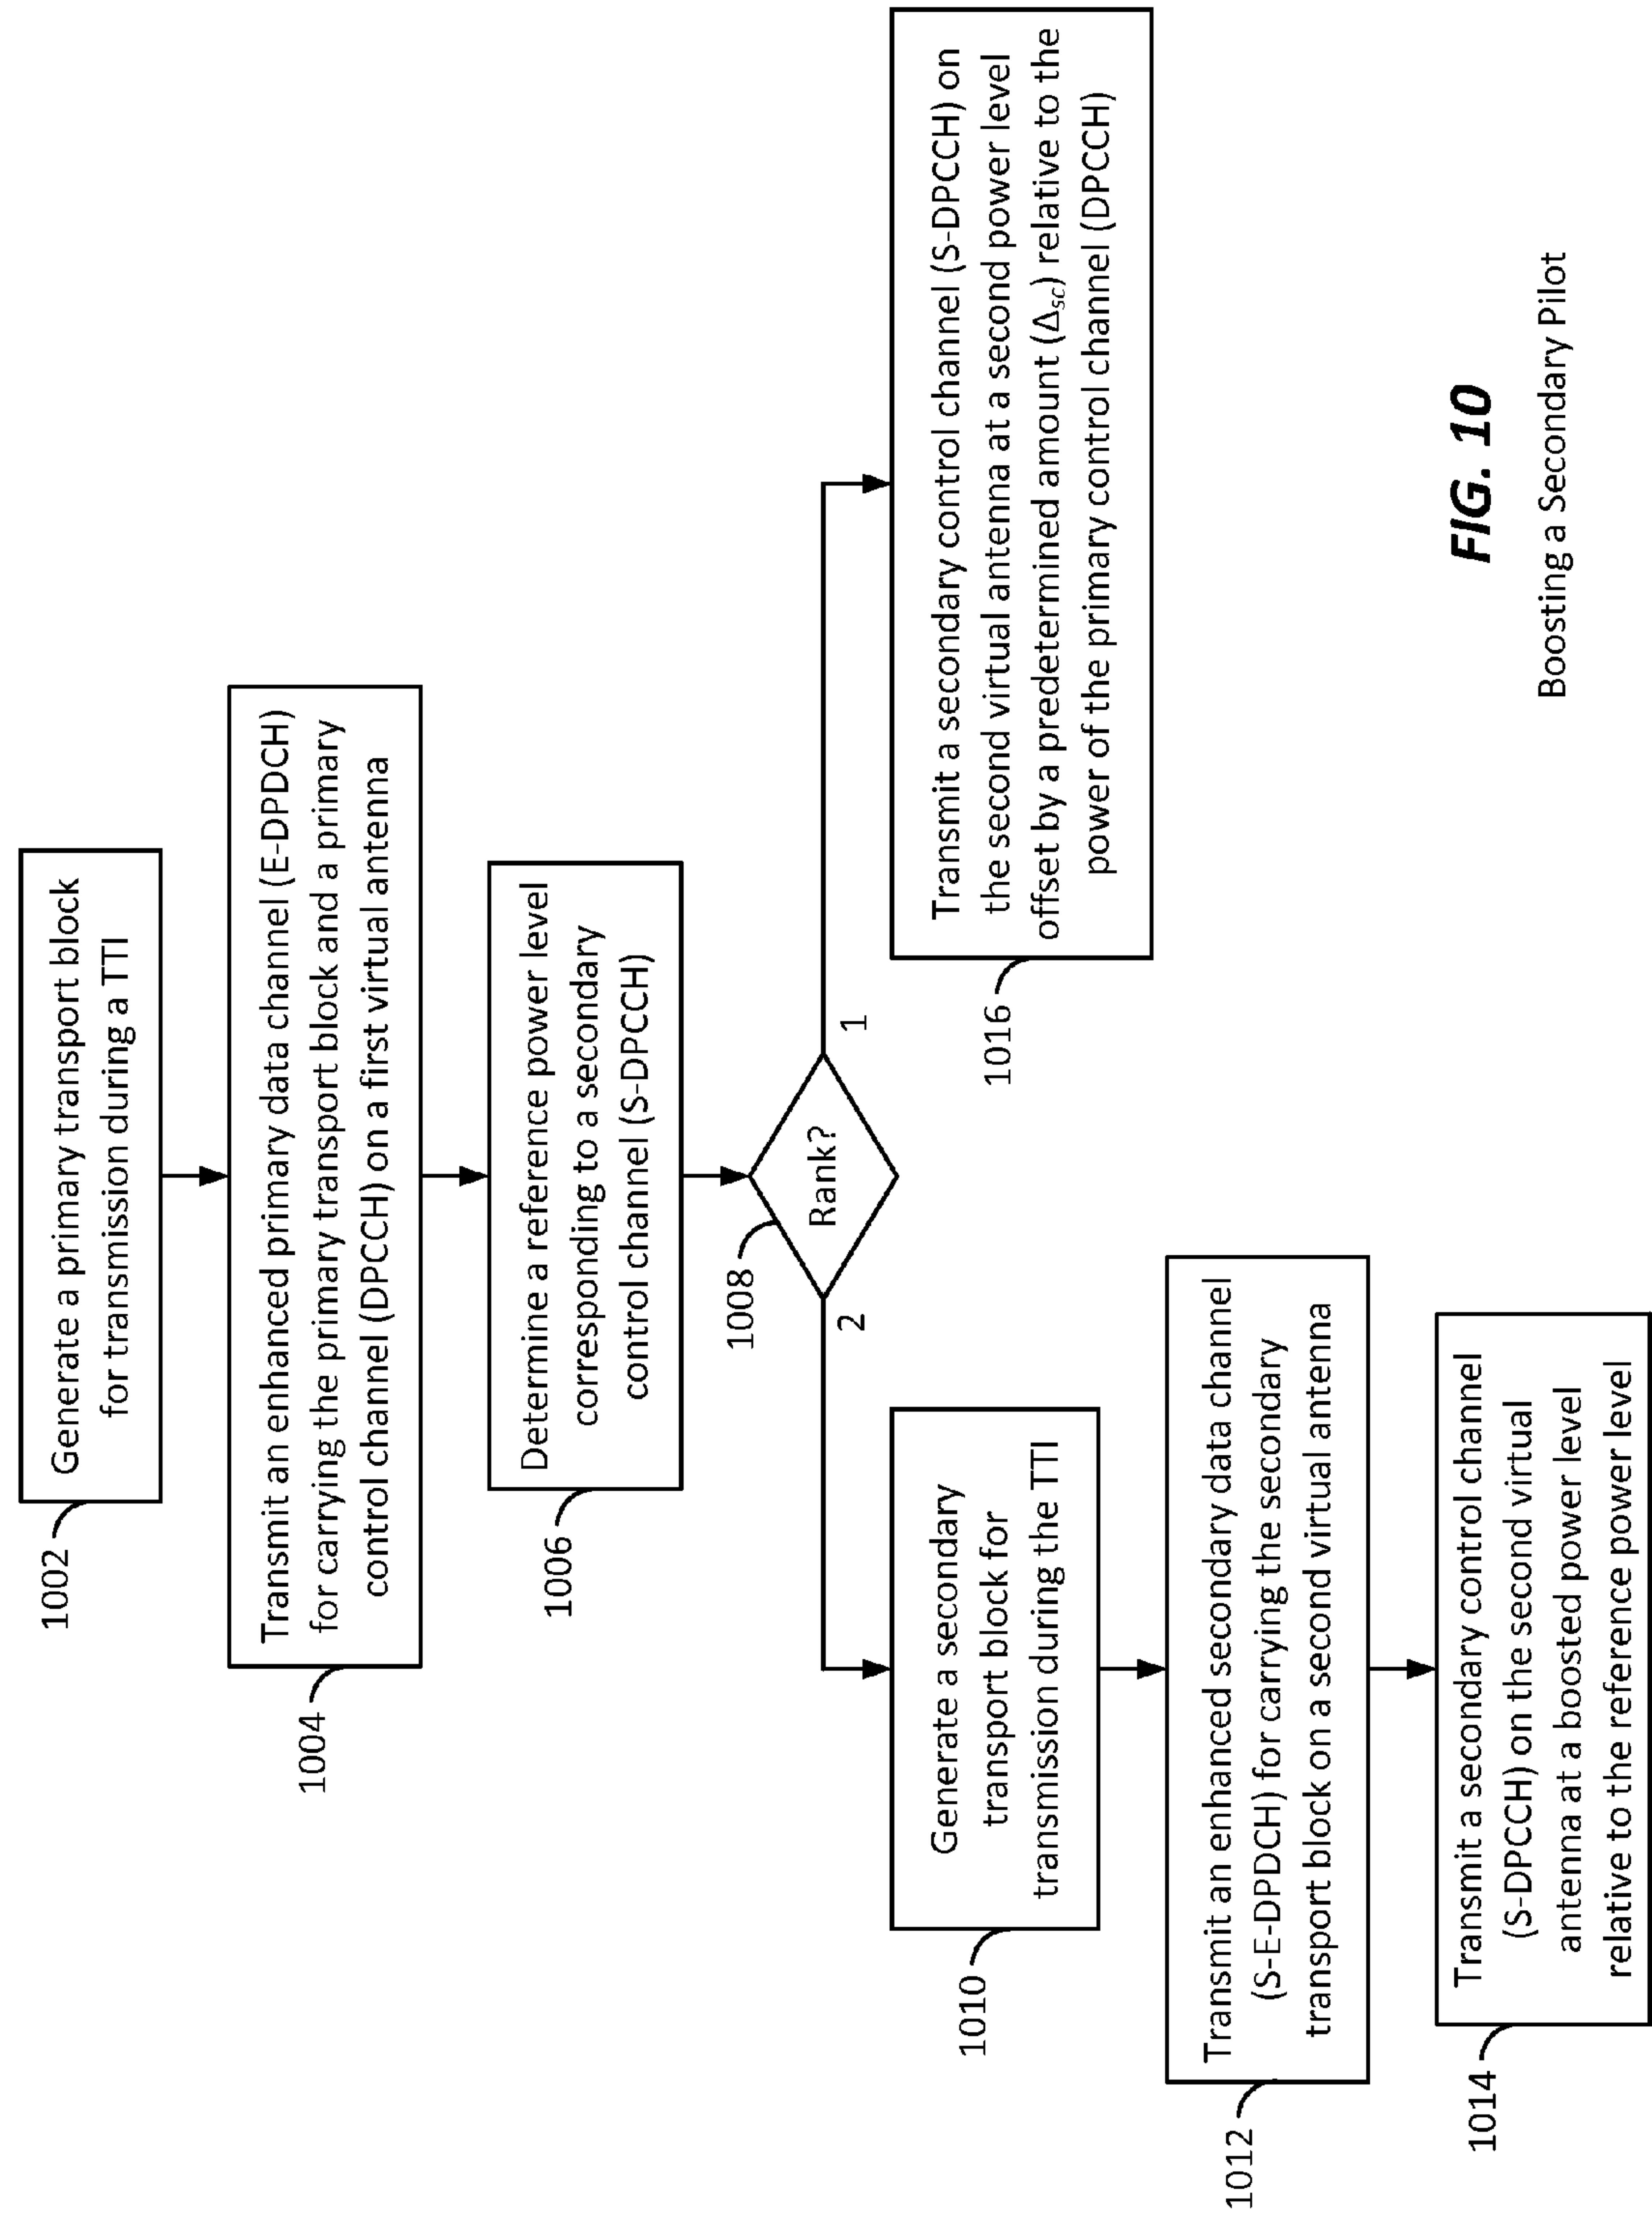 1002
Generate a primary transport block
for transmission during a TTI
1004
Transmit an enhanced primary data channel (E-DPDCH)
for carrying the primary transport block and a primary
control channel (DPCCH) on a first virtual antenna
1006
Determine a reference power level
corresponding to a secondary
control channel (S-DPCCH)
1008
Rank?
2
1
1010
Generate a secondary
transport block for
transmission during the TTI
1012
Transmit an enhanced secondary data channel
(S-E-DPDCH) for carrying the secondary
transport block on a second virtual antenna
1014
Transmit a secondary control channel
(S-DPCCH) on the second virtual
antenna at a boosted power level
relative to the reference power level
1016
Transmit a secondary control channel (S-DPCCH) on
the second virtual antenna at a second power level
offset by a predetermined amount (Δsc) relative to the
power of the primary control channel (DPCCH)
FIG. 10
Boosting a Secondary Pilot